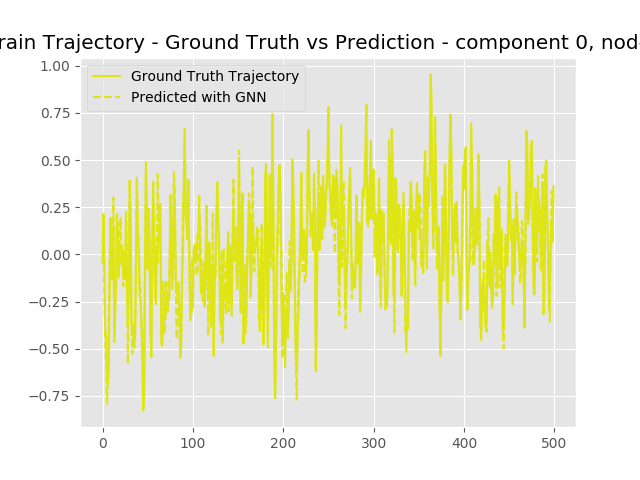 rain Trajectory - Ground Truth vs Prediction - component 0, nod
Ground Truth Trajectory
Predicted with GNN
1.00
0.75
0.50
0.25
0.00
−0.25
−0.50
−0.75
0 100 200 300 400 500